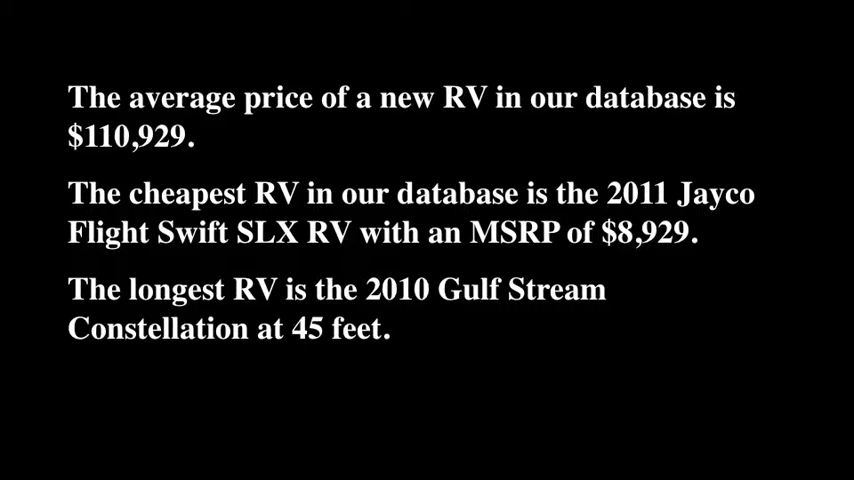 The average price of a new RV in our database is
$110,929.
The cheapest RV in our database is the 2011 Jayco
Flight Swift SLX RV with an MSRP of $8,929.
The longest RV is the 2010 Gulf Stream
Constellation at 45 feet.